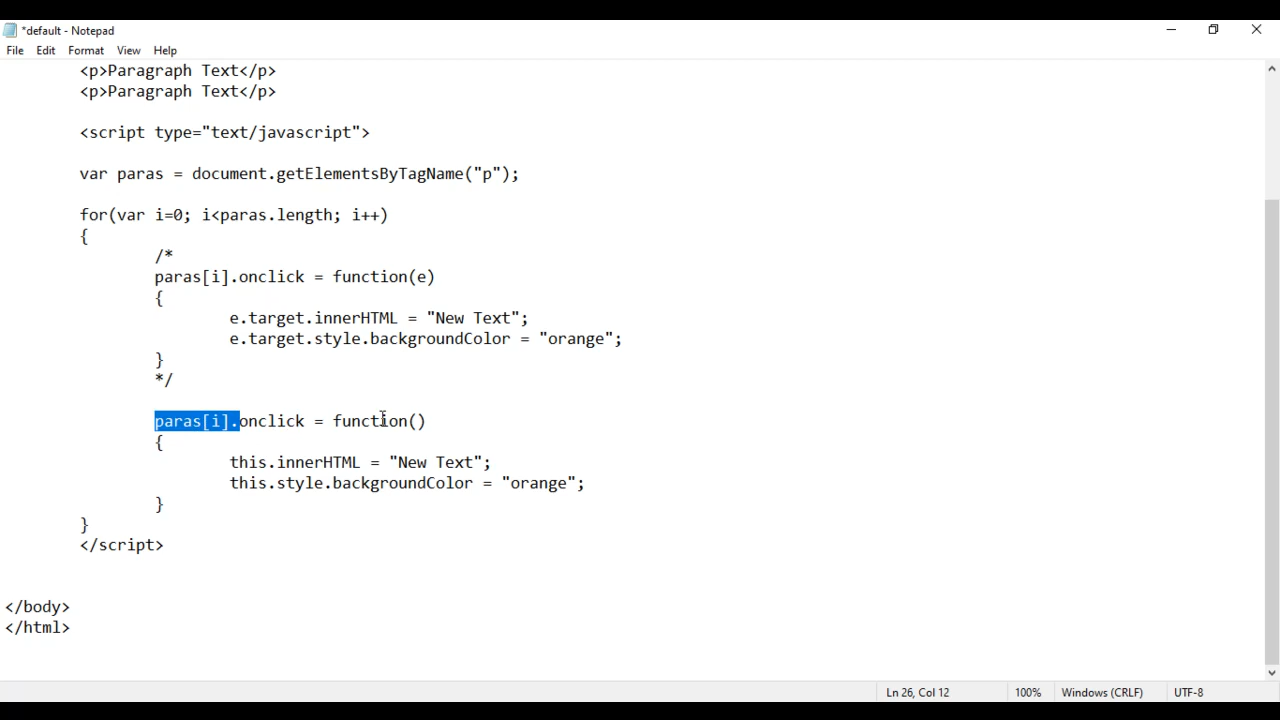 *default - Notepad
File Edit Format View Help
<p>Paragraph Text</p>
<p>Paragraph Text</p>
<script type="text/javascript">
var paras = document.getElementsByTagName("p");
for(var i=0; i<paras.length; i++)
{
/*
paras[i].onclick = function(e)
{
e.target.innerHTML = "New Text";
e.target.style.backgroundColor = "orange";
}
*/
paras[i].onclick = function()
{
this.innerHTML = "New Text";
this.style.backgroundColor = "orange";
}
}
</script>
</body>
</html>
Ln 26, Col 12 100% Windows (CRLF) UTF-8